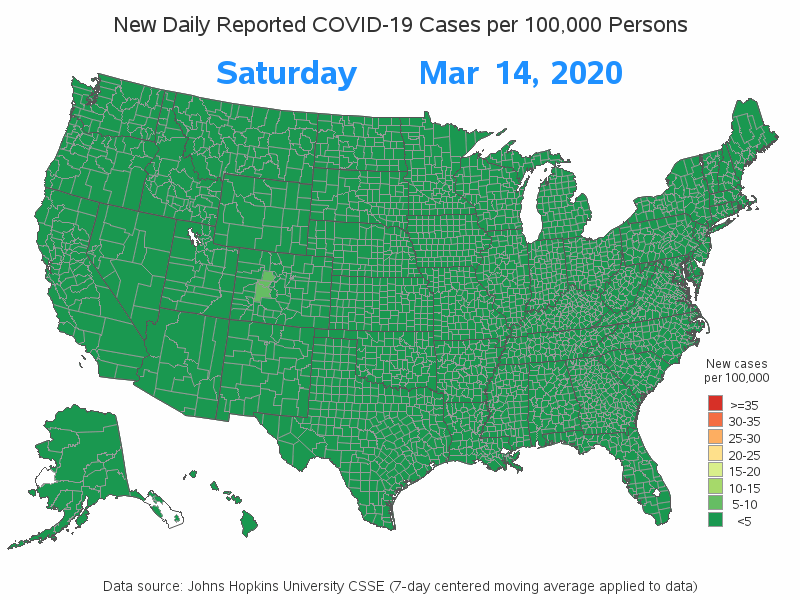 New Daily Reported COVID-19 Cases per 100,000 Persons
Saturday Mar 14, 2020
New cases
per 100,000
>=35
30-35
25-30
20-25
15-20
10-15
5-10
<5
Data source: Johns Hopkins University CSSE (7-day centered moving average applied to data)